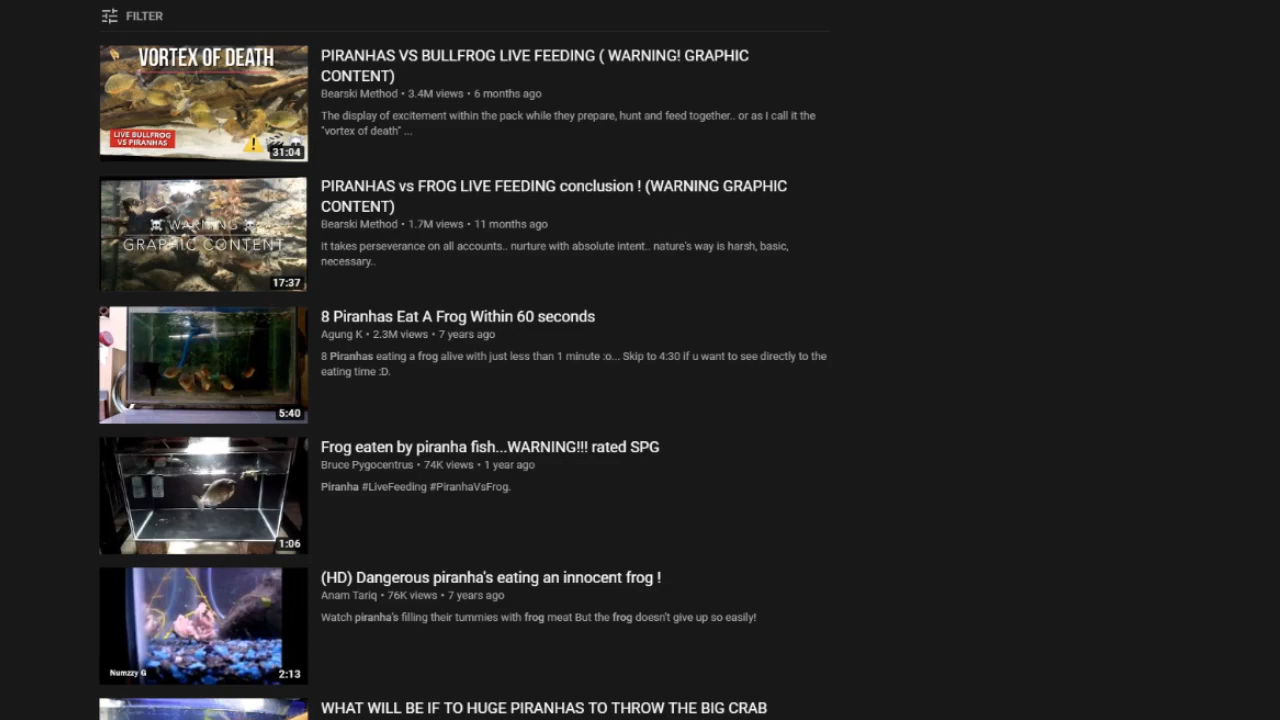 FILTER
VORTEX OF DEATH
LIVE BULLFROG
VS PIRANHAS
31:04
PIRANHAS VS BULLFROG LIVE FEEDING ( WARNING! GRAPHIC
CONTENT)
Bearski Method • 3.4M views • 6 months ago
The display of excitement within the pack while they prepare, hunt and feed together.. or as I call it the
"vortex of death" ...
WARNING
GRAPHIC CONTENT
17:37
PIRANHAS vs FROG LIVE FEEDING conclusion ! (WARNING GRAPHIC
CONTENT)
Bearski Method • 1.7M views • 11 months ago
It takes perseverance on all accounts.. nurture with absolute intent.. nature's way is harsh, basic,
necessary..
5:40
8 Piranhas Eat A Frog Within 60 seconds
Agung K • 2.3M views • 7 years ago
8 Piranhas eating a frog alive with just less than 1 minute :o... Skip to 4:30 if u want to see directly to the
eating time :D.
1:06
Frog eaten by piranha fish...WARNING!!! rated SPG
Bruce Pygocentrus • 74K views • 1 year ago
Piranha #LiveFeeding #PiranhaVsFrog.
Numzzy G
2:13
(HD) Dangerous piranha's eating an innocent frog !
Anam Tariq • 76K views • 7 years ago
Watch piranha's filling their tummies with frog meat But the frog doesn't give up so easily!
WHAT WILL BE IF TO HUGE PIRANHAS TO THROW THE BIG CRAB